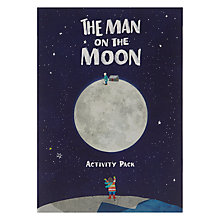 THE MAN
ON THE
MOON
ACTIVITY PACK